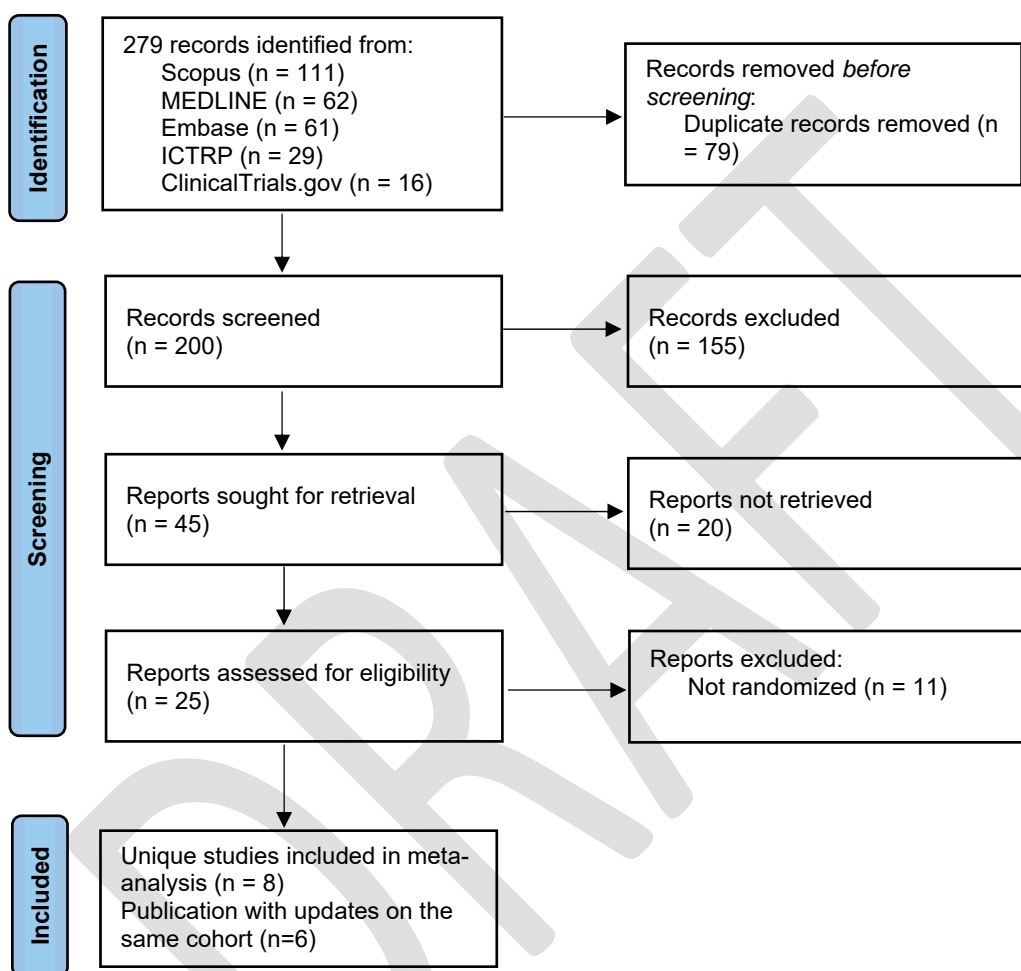 Identification
279 records identified from:
Scopus (n = 111)
MEDLINE (n = 62)
Embase (n = 61)
ICTRP (n = 29)
ClinicalTrials.gov (n = 16)
Records removed before
screening:
Duplicate records removed (n
= 79)
Screening
Records screened
(n = 200)
Records excluded
(n = 155)
Reports sought for retrieval
(n = 45)
Reports not retrieved
(n = 20)
Reports assessed for eligibility
(n = 25)
Reports excluded:
Not randomized (n = 11)
Included
Unique studies included in meta-
analysis (n = 8)
Publication with updates on the
same cohort (n=6)
DRAFT